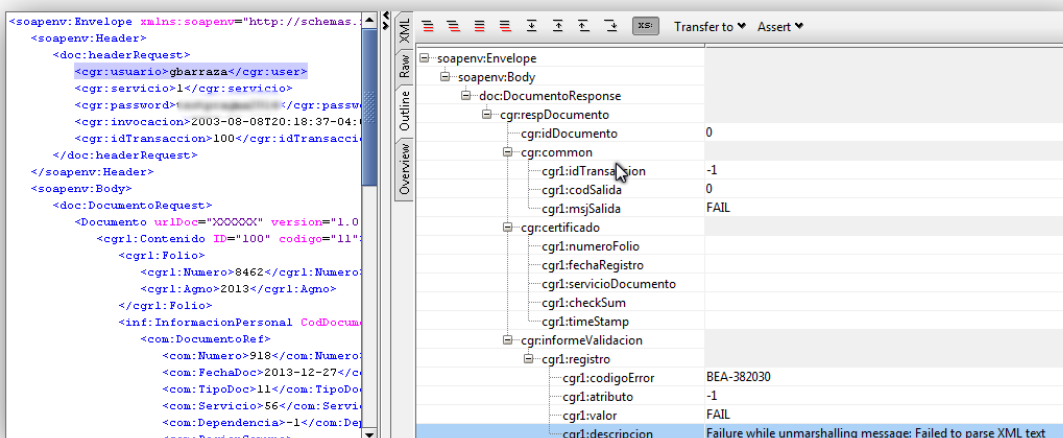 <soapenv:Envelope xmlns:soapenv="http://schemas.
<soapenv:Header>
<doc:headerRequest>
<cgr:usuario>gbarraza</cgr:user>
<cgr:servicio>1</cgr:servicio>
<cgr:password></cgr:passw
<cgr:invocacion>2003-08-08T20:18:37-04:
<cgr:idTransaccion>100</cgr:idTransacci
</doc:headerRequest>
</soapenv:Header>
<soapenv:Body>
<doc:DocumentoRequest>
<Documento urlDoc="XXXXXX" version="1.0
<cgr1:Contenido ID="100" codigo="11"
<cgr1:Folio>
<cgr1:Numero>8462</cgr1:Numero
<cgr1:Agno>2013</cgr1:Agno>
</cgr1:Folio>
<inf:InformacionPersonal CodDocum
<com:DocumentoRef>
<com:Numero>918</com:Numero>
<com:FechaDoc>2013-12-27</c
<com:TipoDoc>11</com:TipoDo
<com:Servicio>56</com:Servi
<com:Dependencia>-1</com:De
XML
Raw
Outline
Overview
XS:
Transfer to
Assert
soapenv:Envelope
soapenv:Body
doc:DocumentoResponse
cgr:respDocumento
cgr:idDocumento 0
cgr:common
cgr1:idTransaccion -1
cgr1:codSalida 0
cgr1:msjSalida FAIL
cgr:certificado
cgr1:numeroFolio
cgr1:fechaRegistro
cgr1:servicioDocumento
cgr1:checkSum
cgr1:timeStamp
cgr:informeValidacion
cgr1:registro
cgr1:codigoError BEA-382030
cgr1:atributo -1
cgr1:valor FAIL
cgr1:descripcion Failure while unmarshalling message: Failed to parse XML text